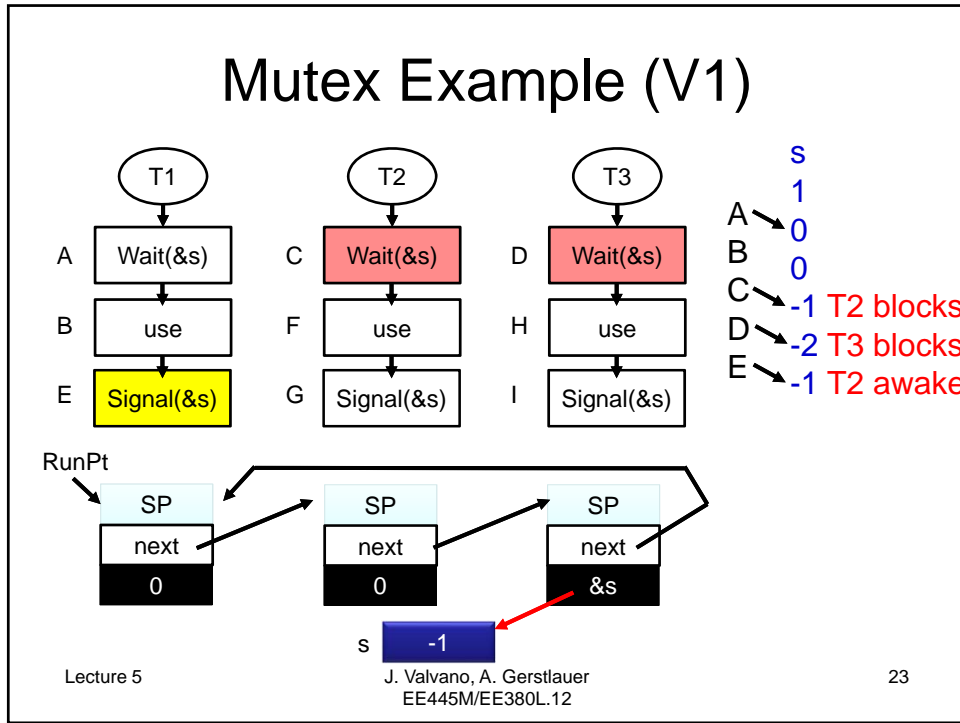 Mutex Example (V1)
T1
T2
T3
A
Wait(&s)
C
Wait(&s)
D
Wait(&s)
B
use
F
use
H
use
E
Signal(&s)
G
Signal(&s)
I
Signal(&s)
s
1
A
0
B
0
C
-1 T2 blocks
D
-2 T3 blocks
E
-1 T2 awake
RunPt
SP
SP
SP
next
next
next
0
0
&s
s
-1
Lecture 5
J. Valvano, A. Gerstlauer
EE445M/EE380L.12
23